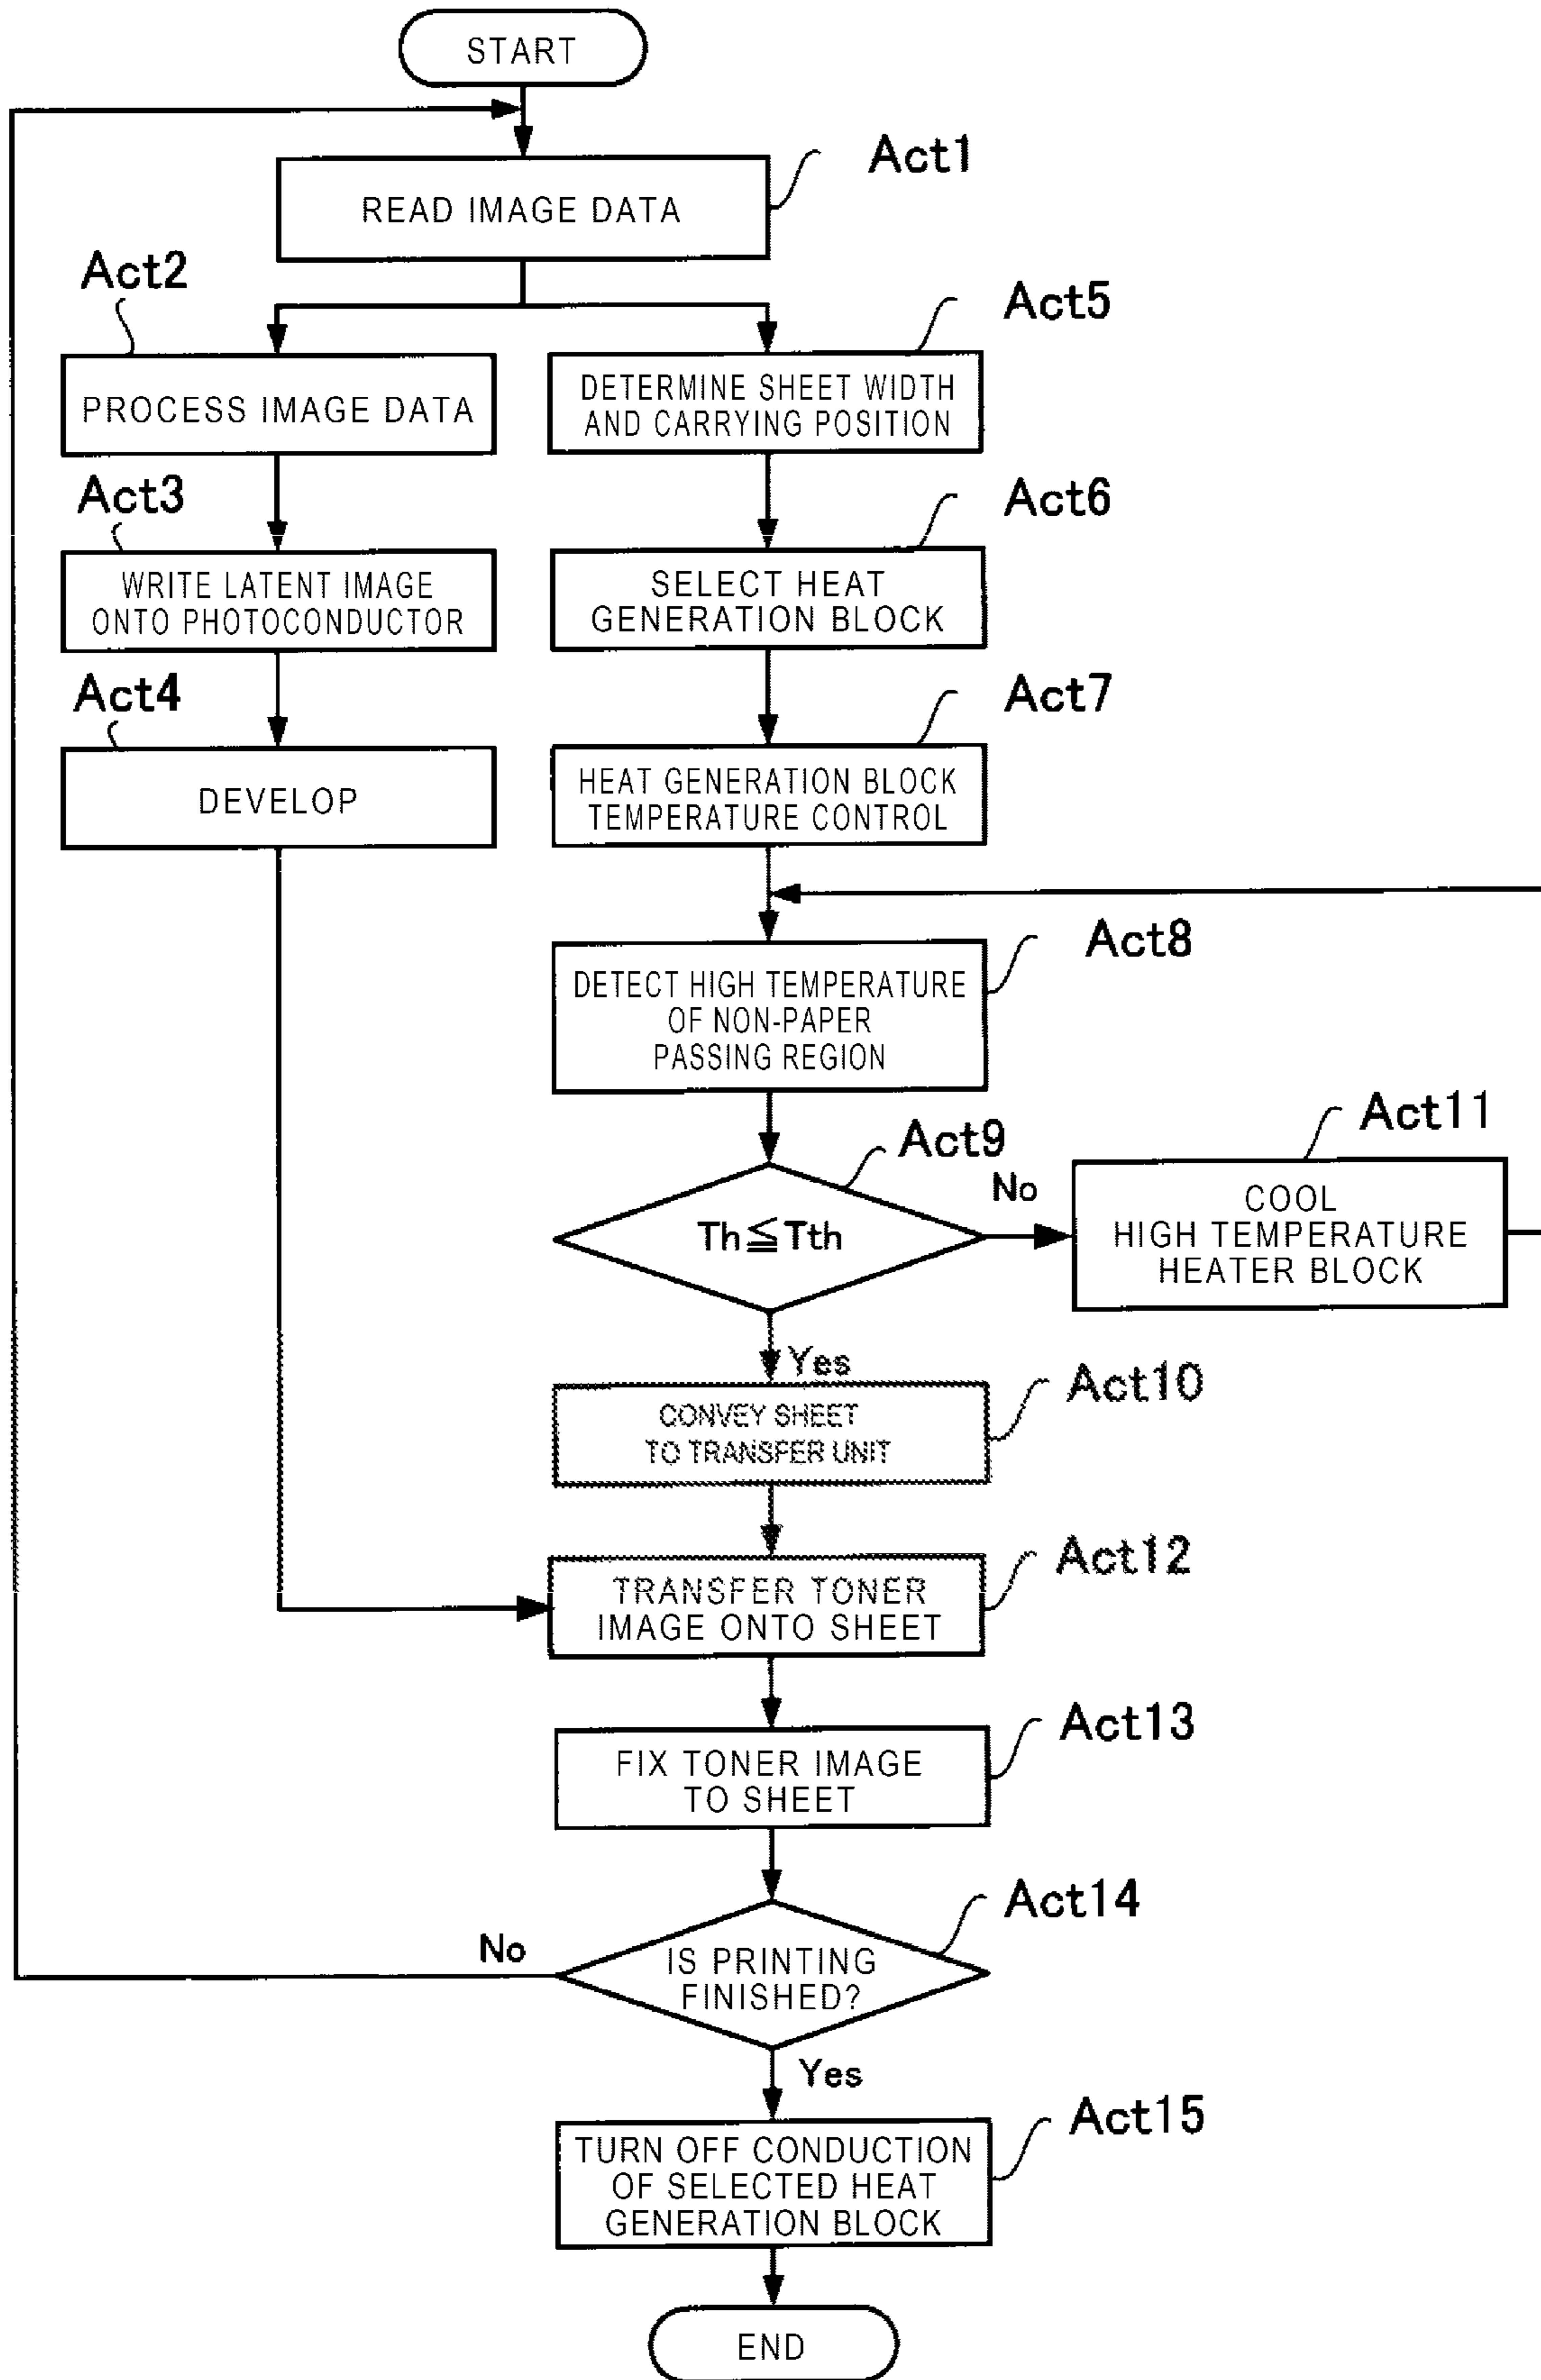 START
Act1
READ IMAGE DATA
Act2
PROCESS IMAGE DATA
Act3
WRITE LATENT IMAGE
ONTO PHOTOCONDUCTOR
Act4
DEVELOP
Act5
DETERMINE SHEET WIDTH
AND CARRYING POSITION
Act6
SELECT HEAT
GENERATION BLOCK
Act7
HEAT GENERATION BLOCK
TEMPERATURE CONTROL
Act8
DETECT HIGH TEMPERATURE
OF NON-PAPER
PASSING REGION
Act9
Th≦Tth
No
Act11
COOL
HIGH TEMPERATURE
HEATER BLOCK
Yes
Act10
CONVEY SHEET
TO TRANSFER UNIT
Act12
TRANSFER TONER
IMAGE ONTO SHEET
Act13
FIX TONER IMAGE
TO SHEET
Act14
No
IS PRINTING
FINISHED?
Yes
Act15
TURN OFF CONDUCTION
OF SELECTED HEAT
GENERATION BLOCK
END